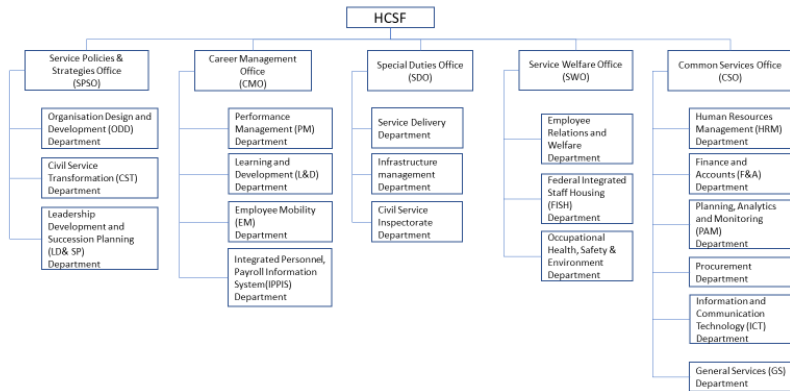 HCSF
Service Policies &
Strategies Office
(SPSO)
Career Management
Office
(CMO)
Special Duties Office
(SDO)
Service Welfare Office
(SWO)
Common Services Office
(CSO)
Organisation Design and
Development (ODD)
Department
Civil Service
Transformation (CST)
Department
Leadership
Development and
Succession Planning
(LD& SP)
Department
Performance
Management (PM)
Department
Learning and
Development (L&D)
Department
Employee Mobility
(EM)
Department
Integrated Personnel,
Payroll Information
System(IPPIS)
Department
Service Delivery
Department
Infrastructure
management
Department
Civil Service
Inspectorate
Department
Employee
Relations and
Welfare
Department
Federal Integrated
Staff Housing
(FISH)
Department
Occupational
Health, Safety &
Environment
Department
Human Resources
Management (HRM)
Department
Finance and
Accounts (F&A)
Department
Planning, Analytics
and Monitoring
(PAM)
Department
Procurement
Department
Information and
Communication
Technology (ICT)
Department
General Services (GS)
Department